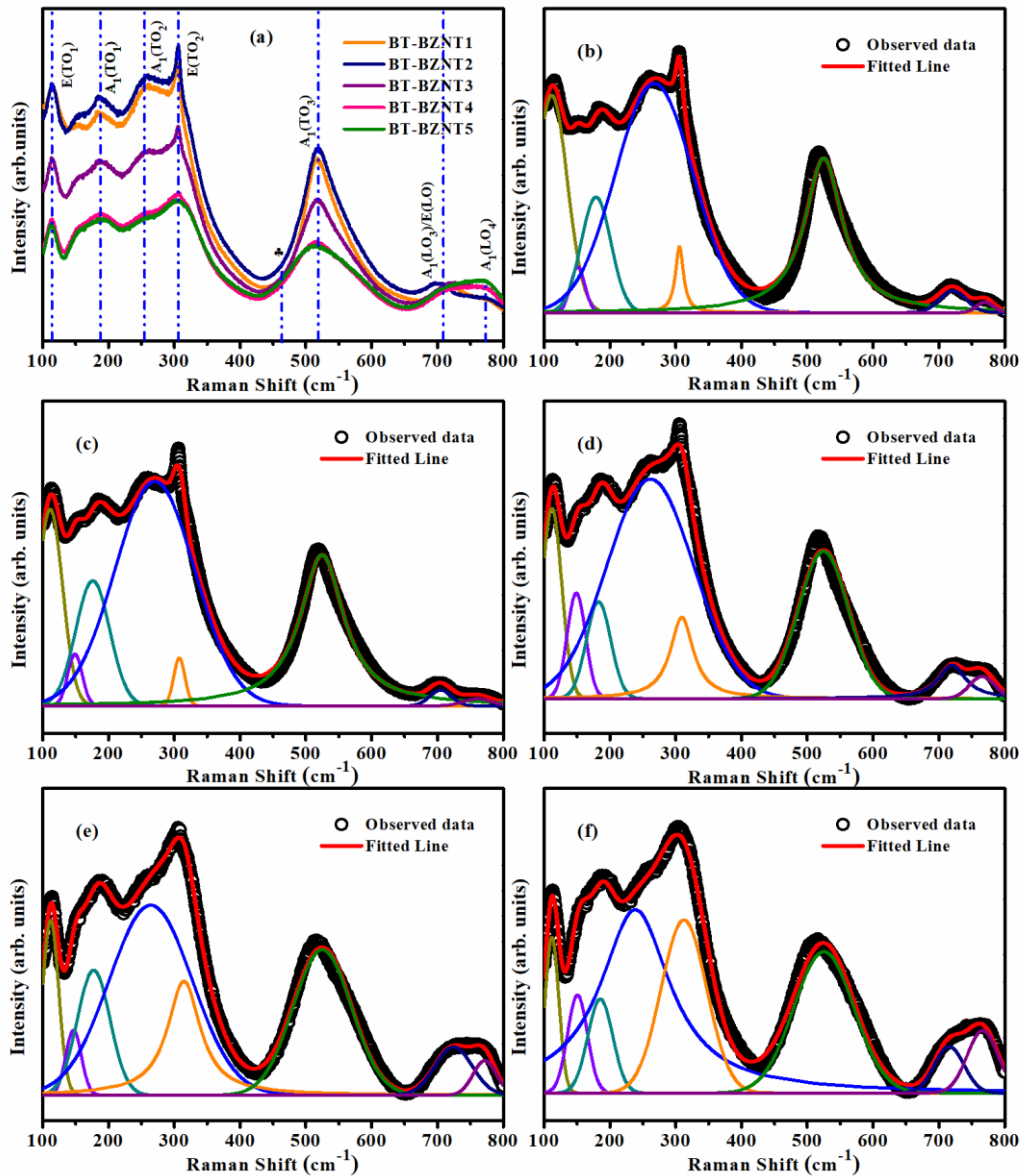 E(TO₁)
A₁(TO₁)
A₁(TO₂)
E(TO₂)
(a)
BT-BZNT1
BT-BZNT2
BT-BZNT3
BT-BZNT4
BT-BZNT5
♣
A₁(TO₃)
A₁(LO₃)/E(LO)
A₁(LO₄)
Intensity (arb.units)
100 200 300 400 500 600 700 800
Raman Shift (cm⁻¹)
(b)
Observed data
Fitted Line
Intensity (arb. units)
100 200 300 400 500 600 700 800
Raman Shift (cm⁻¹)
(c)
Observed data
Fitted Line
Intensity (arb. units)
100 200 300 400 500 600 700 800
Raman Shift (cm⁻¹)
(d)
Observed data
Fitted Line
Intensity (arb. units)
100 200 300 400 500 600 700 800
Raman Shift (cm⁻¹)
(e)
Observed data
Fitted Line
Intensity (arb. units)
100 200 300 400 500 600 700 800
Raman Shift (cm⁻¹)
(f)
Observed data
Fitted Line
Intensity (arb. units)
100 200 300 400 500 600 700 800
Raman Shift (cm⁻¹)